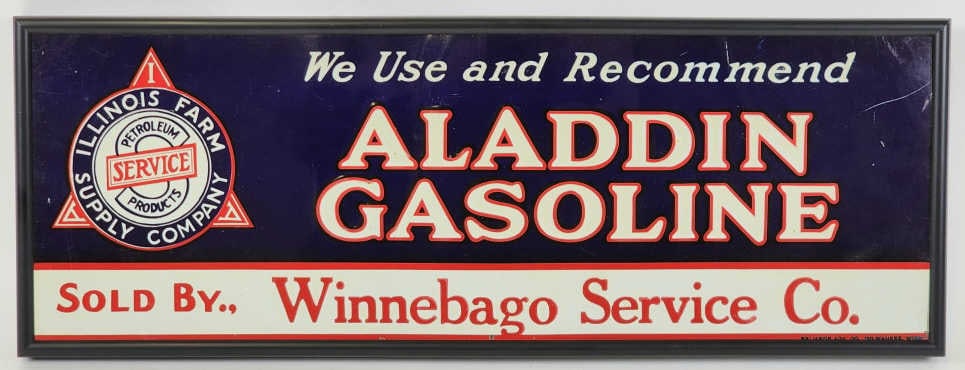 We Use and Recommend
ALADDIN
GASOLINE
I
ILLINOIS FARM
SUPPLY COMPANY
PETROLEUM
SERVICE
PRODUCTS
SOLD BY., Winnebago Service Co.